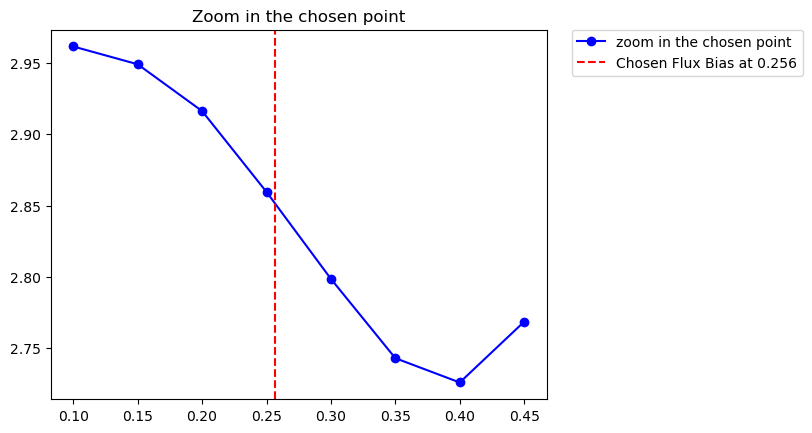 Zoom in the chosen point
zoom in the chosen point
Chosen Flux Bias at 0.256
2.95
2.90
2.85
2.80
2.75
0.10 0.15 0.20 0.25 0.30 0.35 0.40 0.45